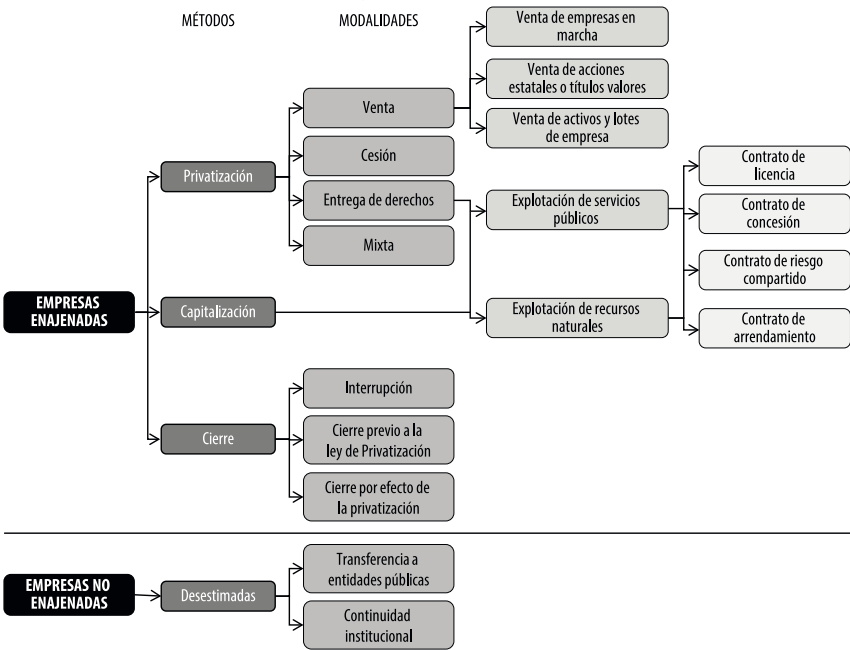 MÉTODOS
MODALIDADES
Venta de empresas en
marcha
Venta de acciones
estatales o títulos valores
Venta de activos y lotes
de empresa
Venta
Cesión
Entrega de derechos
Mixta
Privatización
Explotación de servicios
públicos
Explotación de recursos
naturales
Contrato de
licencia
Contrato de
concesión
Contrato de riesgo
compartido
Contrato de
arrendamiento
EMPRESAS
ENAJENADAS
Capitalización
Cierre
Interrupción
Cierre previo a la
ley de Privatización
Cierre por efecto de
la privatización
EMPRESAS NO
ENAJENADAS
Desestimadas
Transferencia a
entidades públicas
Continuidad
institucional